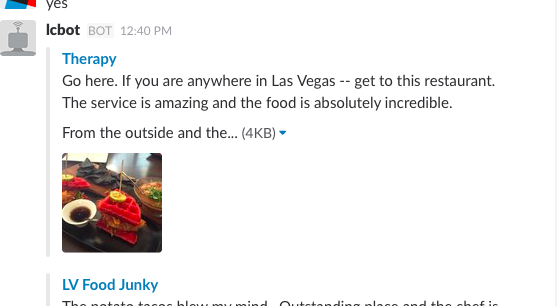 yes
lcbot BOT 12:40 PM
Therapy
Go here. If you are anywhere in Las Vegas -- get to this restaurant.
The service is amazing and the food is absolutely incredible.
From the outside and the... (4KB)
LV Food Junky
The potato tacos blew my mind. Outstanding place and the chef is